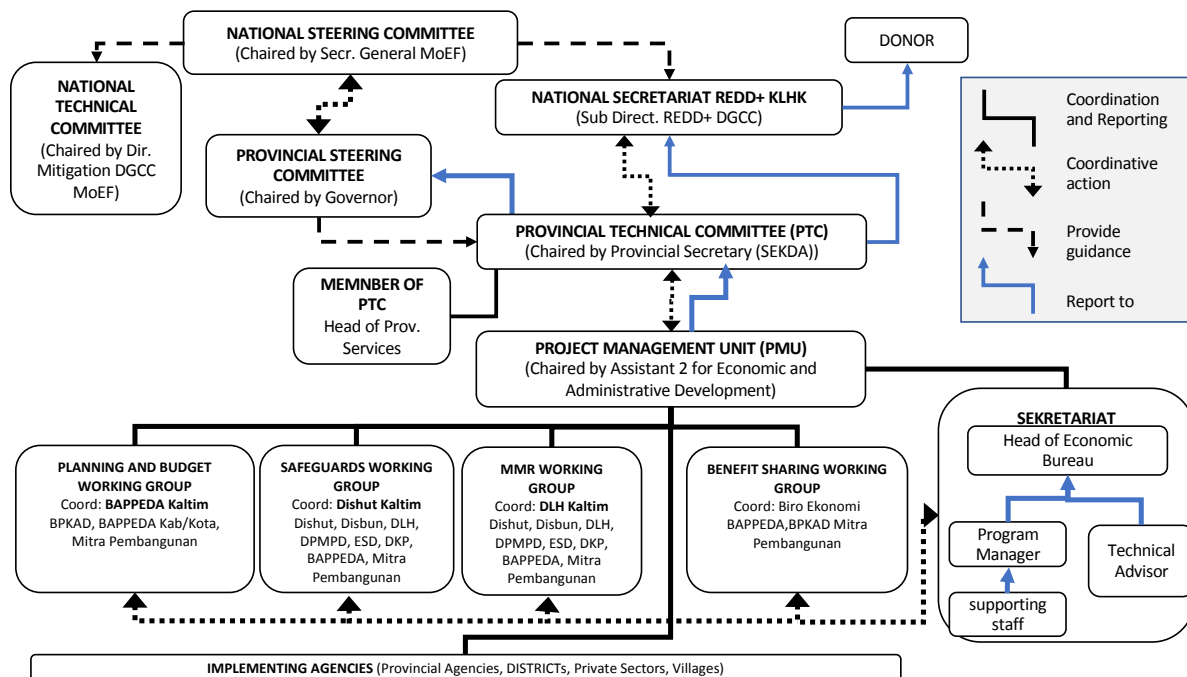 NATIONAL STEERING COMMITTEE
(Chaired by Secr. General MoEF)
DONOR
NATIONAL
TECHNICAL
COMMITTEE
(Chaired by Dir.
Mitigation DGCC
MoEF)
NATIONAL SECRETARIAT REDD+ KLHK
(Sub Direct. REDD+ DGCC)
PROVINCIAL STEERING
COMMITTEE
(Chaired by Governor)
PROVINCIAL TECHNICAL COMMITTEE (PTC)
(Chaired by Provincial Secretary (SEKDA))
MEMNBER OF
PTC
Head of Prov.
Services
PROJECT MANAGEMENT UNIT (PMU)
(Chaired by Assistant 2 for Economic and
Administrative Development)
Coordination
and Reporting
Coordinative
action
Provide
guidance
Report to
PLANNING AND BUDGET
WORKING GROUP
Coord: BAPPEDA Kaltim
BPKAD, BAPPEDA Kab/Kota,
Mitra Pembangunan
SAFEGUARDS WORKING
GROUP
Coord: Dishut Kaltim
Dishut, Disbun, DLH,
DPMPD, ESD, DKP,
BAPPEDA, Mitra
Pembangunan
MMR WORKING
GROUP
Coord: DLH Kaltim
Dishut, Disbun, DLH,
DPMPD, ESD, DKP,
BAPPEDA, Mitra
Pembangunan
BENEFIT SHARING WORKING
GROUP
Coord: Biro Ekonomi
BAPPEDA,BPKAD Mitra
Pembangunan
SEKRETARIAT
Head of Economic
Bureau
Program
Manager
Technical
Advisor
supporting
staff
IMPLEMENTING AGENCIES (Provincial Agencies, DISTRICTs, Private Sectors, Villages)